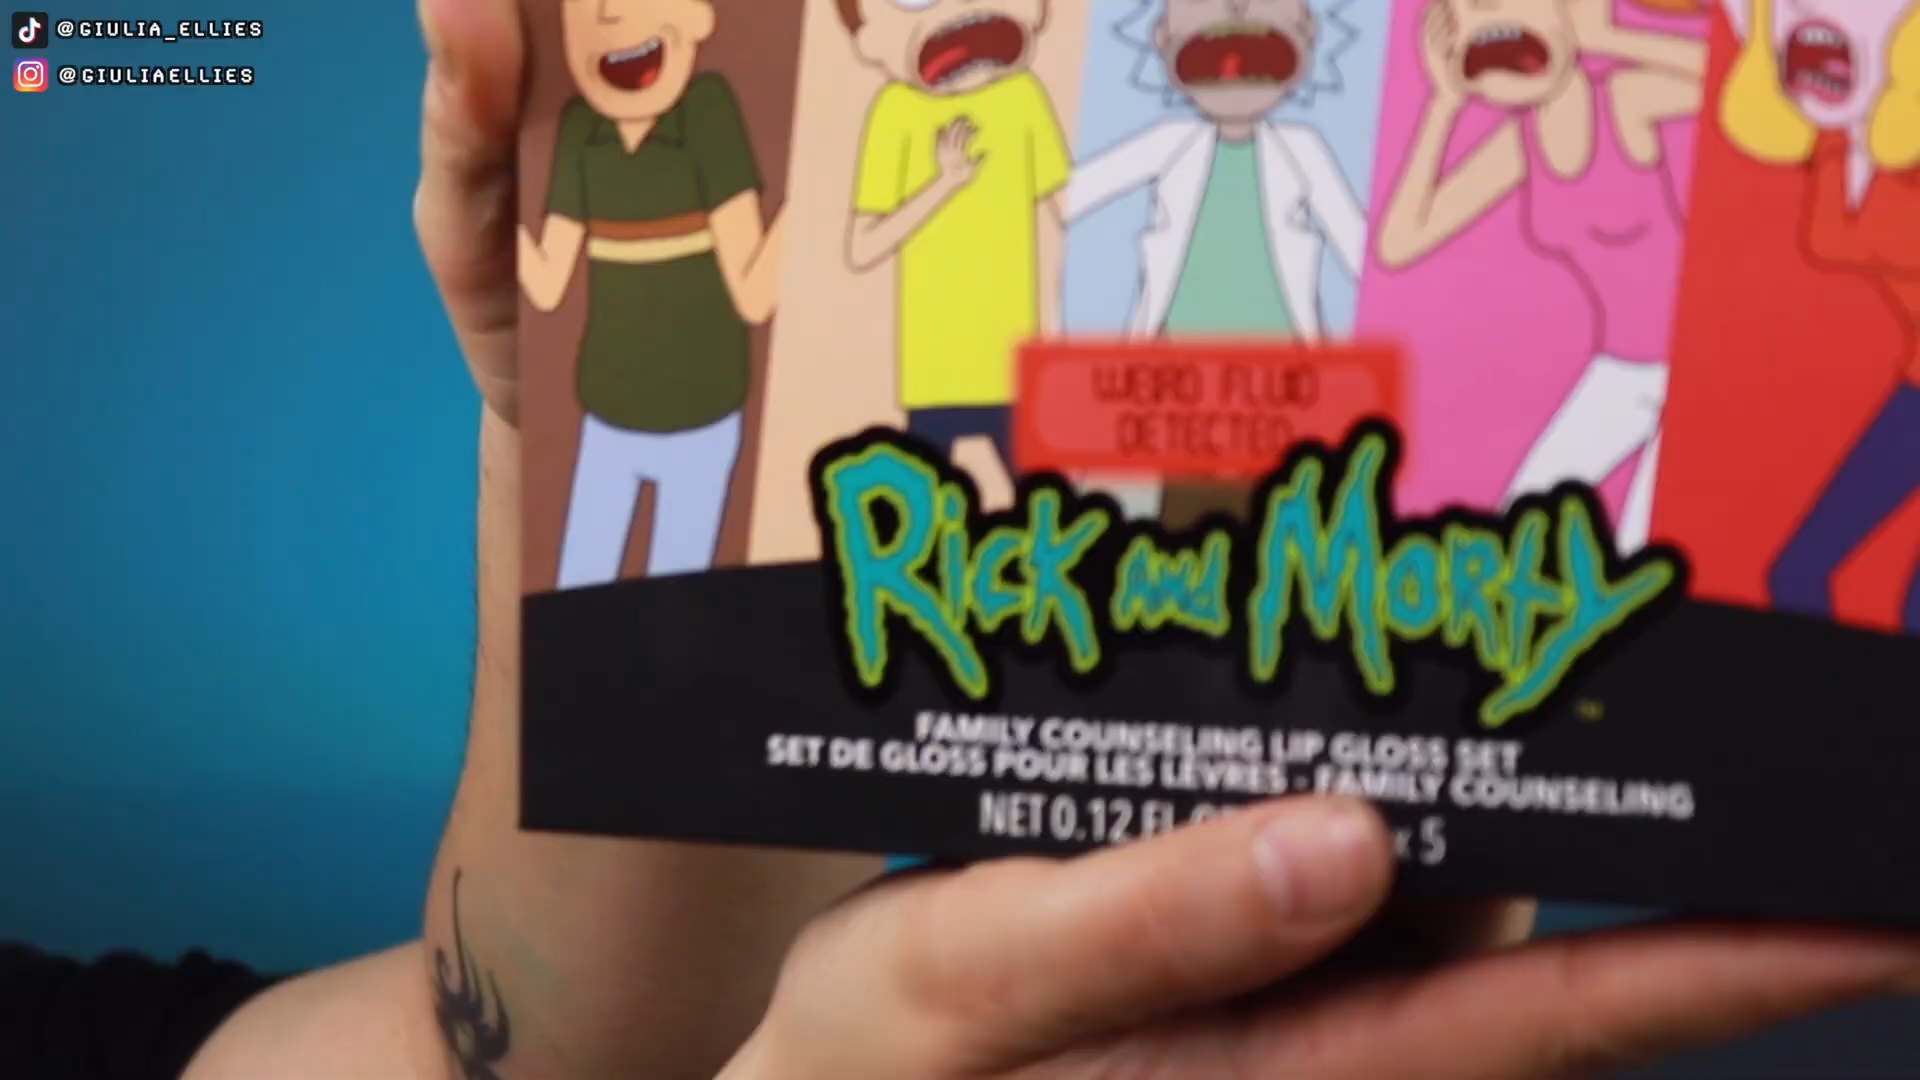 @GIULIA_ELLIES
@GIULIAELLIES
WEIRD FLUID
DETECTED
Rick and Morty
TM
FAMILY COUNSELING LIP GLOSS SET
SET DE GLOSS POUR LES LÈVRES - FAMILY COUNSELING
NET 0.12 FL x 5